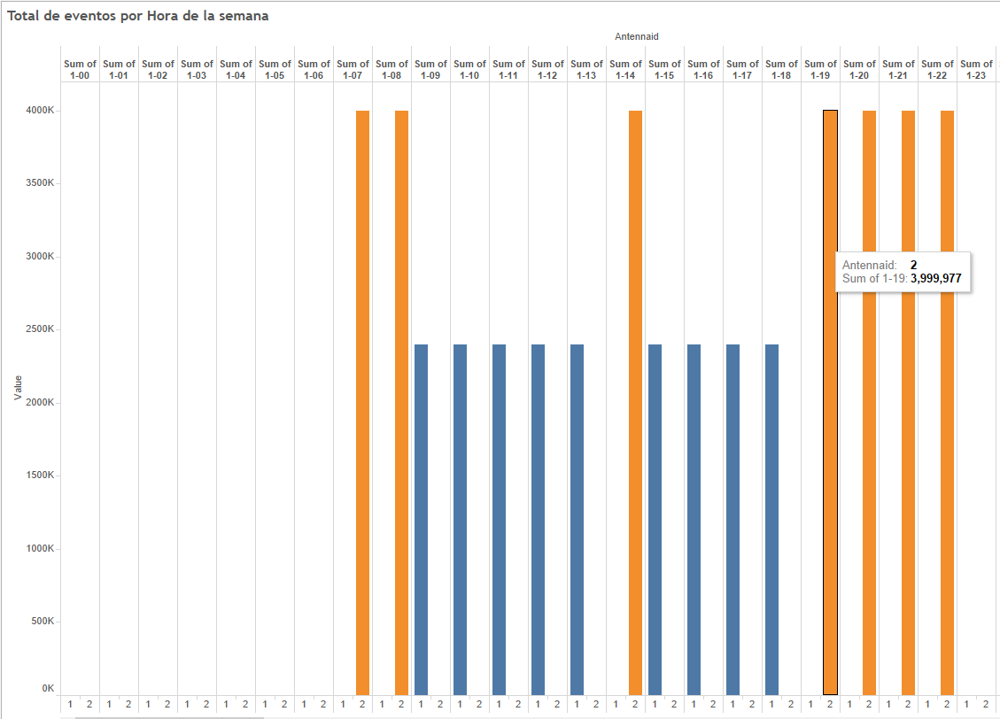 Total de eventos por Hora de la semana
Antennaid
Sum of Sum of Sum of Sum of Sum of Sum of Sum of Sum of Sum of Sum of Sum of Sum of Sum of Sum of Sum of Sum of Sum of Sum of Sum of Sum of Sum of Sum of Sum of Sum of
1-00 1-01 1-02 1-03 1-04 1-05 1-06 1-07 1-08 1-09 1-10 1-11 1-12 1-13 1-14 1-15 1-16 1-17 1-18 1-19 1-20 1-21 1-22 1-23
4000K
3500K
3000K
Antennaid: 2
Sum of 1-19: 3,999,977
2500K
Value
2000K
1500K
1000K
500K
0K
1 2 1 2 1 2 1 2 1 2 1 2 1 2 1 2 1 2 1 2 1 2 1 2 1 2 1 2 1 2 1 2 1 2 1 2 1 2 1 2 1 2 1 2 1 2 1 2